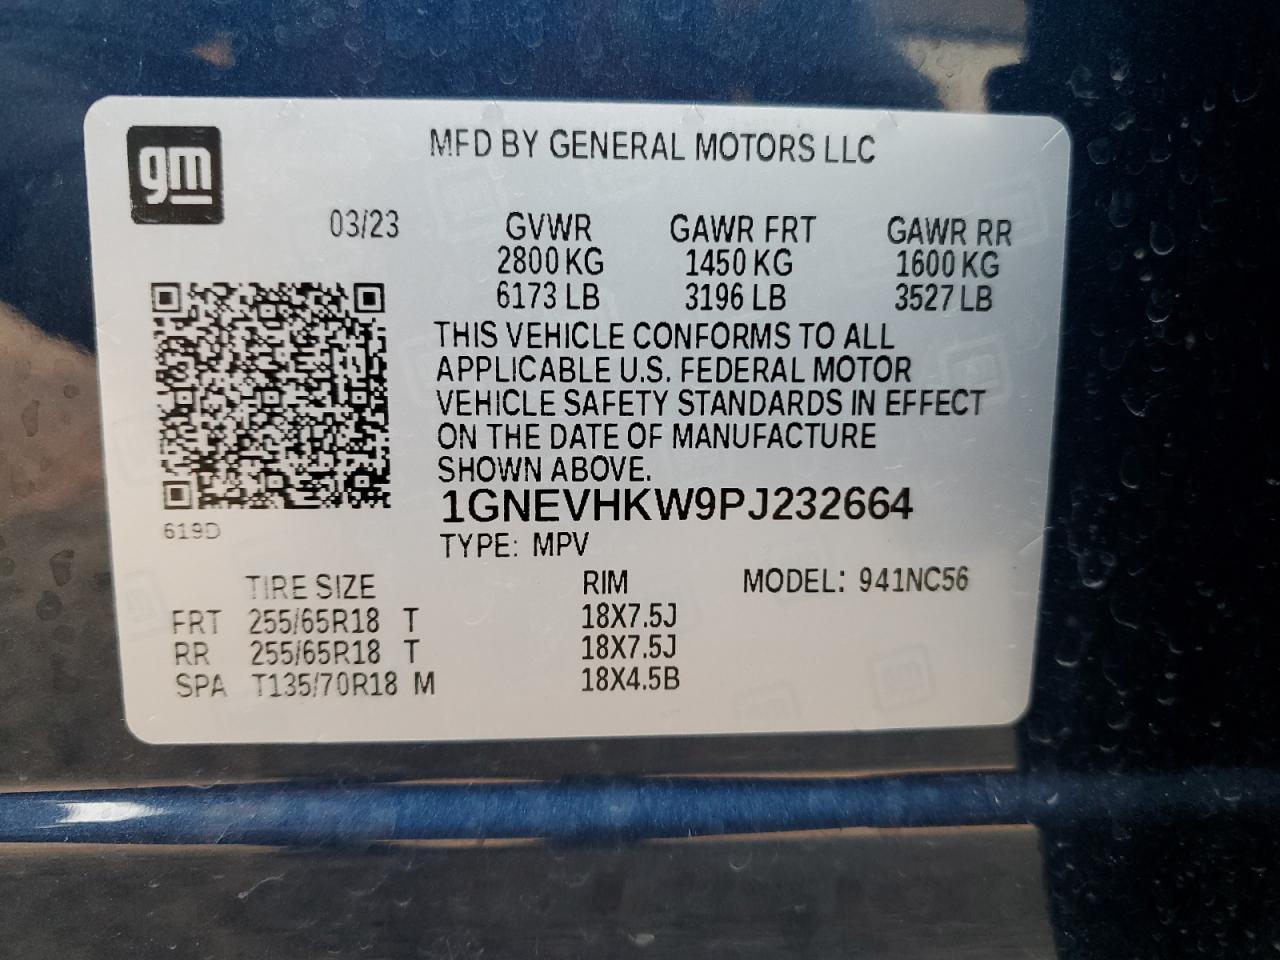 gm
MFD BY GENERAL MOTORS LLC
03/23 GVWR GAWR FRT GAWR RR
2800 KG 1450 KG 1600 KG
6173 LB 3196 LB 3527 LB
THIS VEHICLE CONFORMS TO ALL
APPLICABLE U.S. FEDERAL MOTOR
VEHICLE SAFETY STANDARDS IN EFFECT
ON THE DATE OF MANUFACTURE
SHOWN ABOVE.
1GNEVHKW9PJ232664
619D
TYPE: MPV
TIRE SIZE RIM MODEL: 941NC56
FRT 255/65R18 T 18X7.5J
RR 255/65R18 T 18X7.5J
SPA T135/70R18 M 18X4.5B